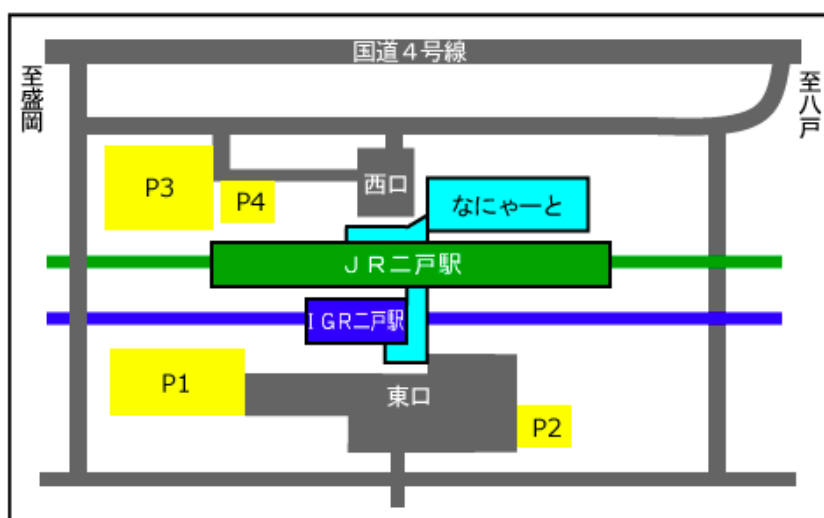 国道４号線
至盛岡
至八戸
P3
P4
西口
なにゃーと
ＪＲ二戸駅
ＩＧＲ二戸駅
P1
東口
P2